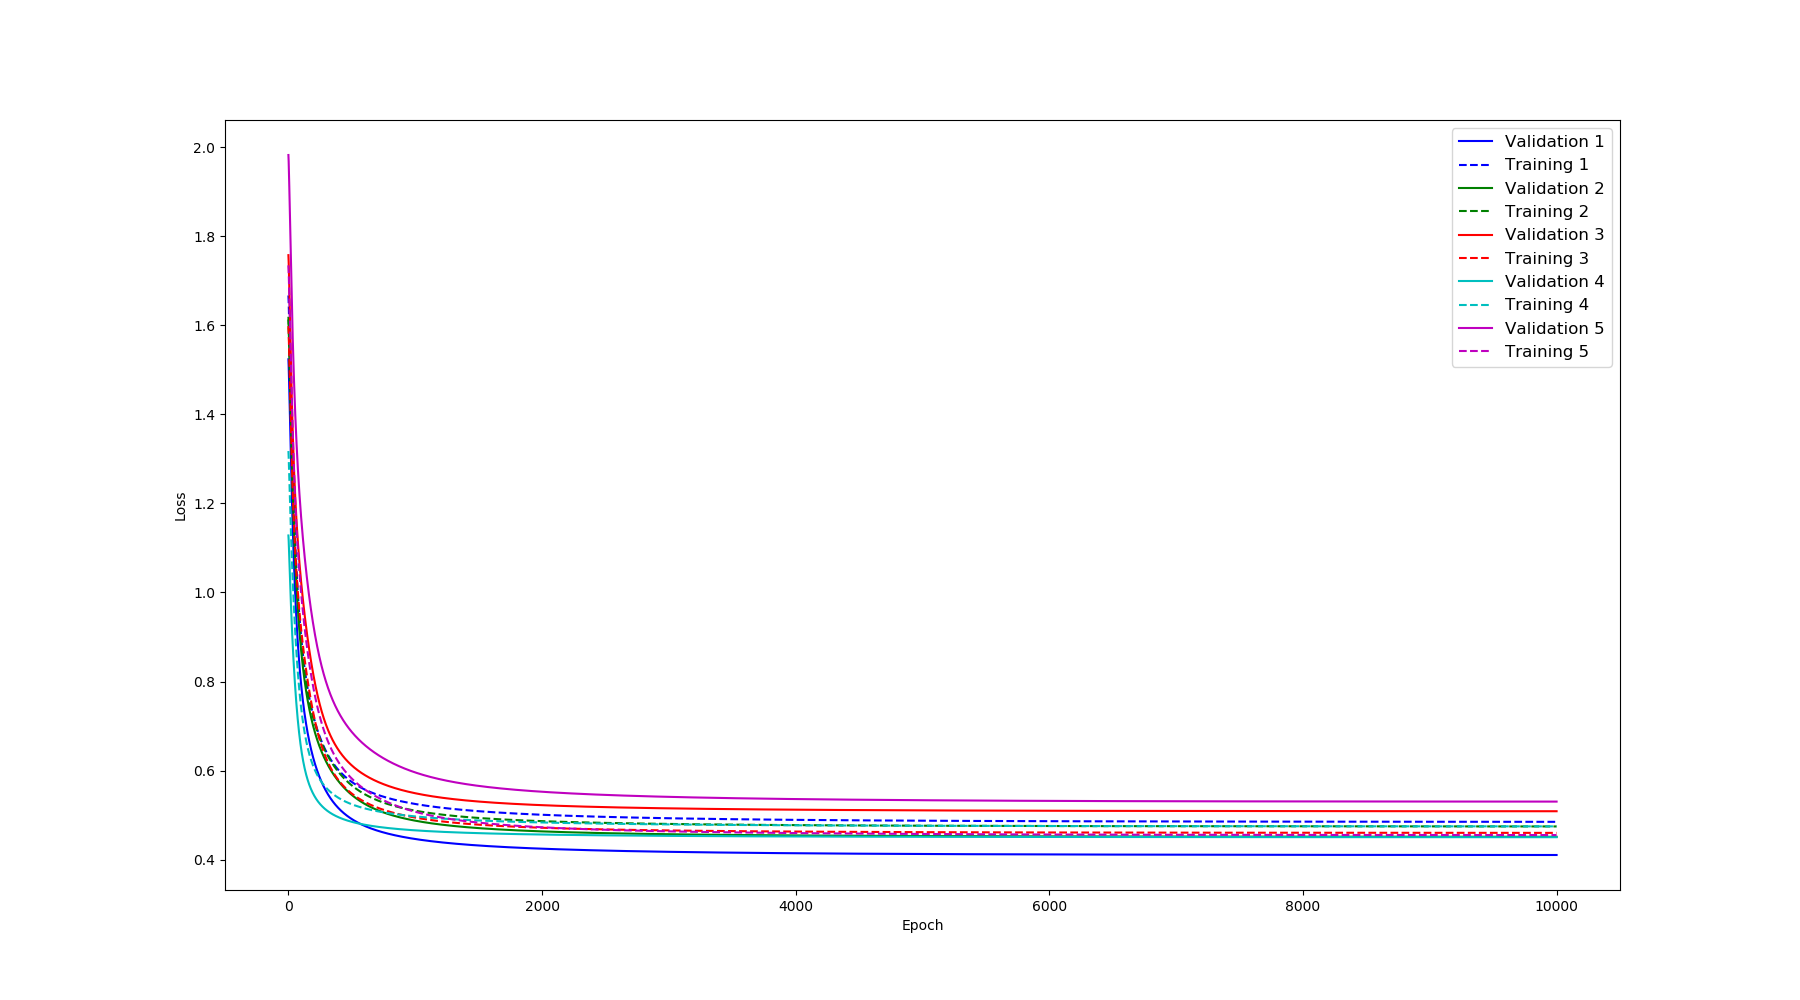 2.0
1.8
1.6
1.4
1.2
1.0
0.8
0.6
0.4
Loss
0 2000 4000 6000 8000 10000
Epoch
Validation 1
Training 1
Validation 2
Training 2
Validation 3
Training 3
Validation 4
Training 4
Validation 5
Training 5